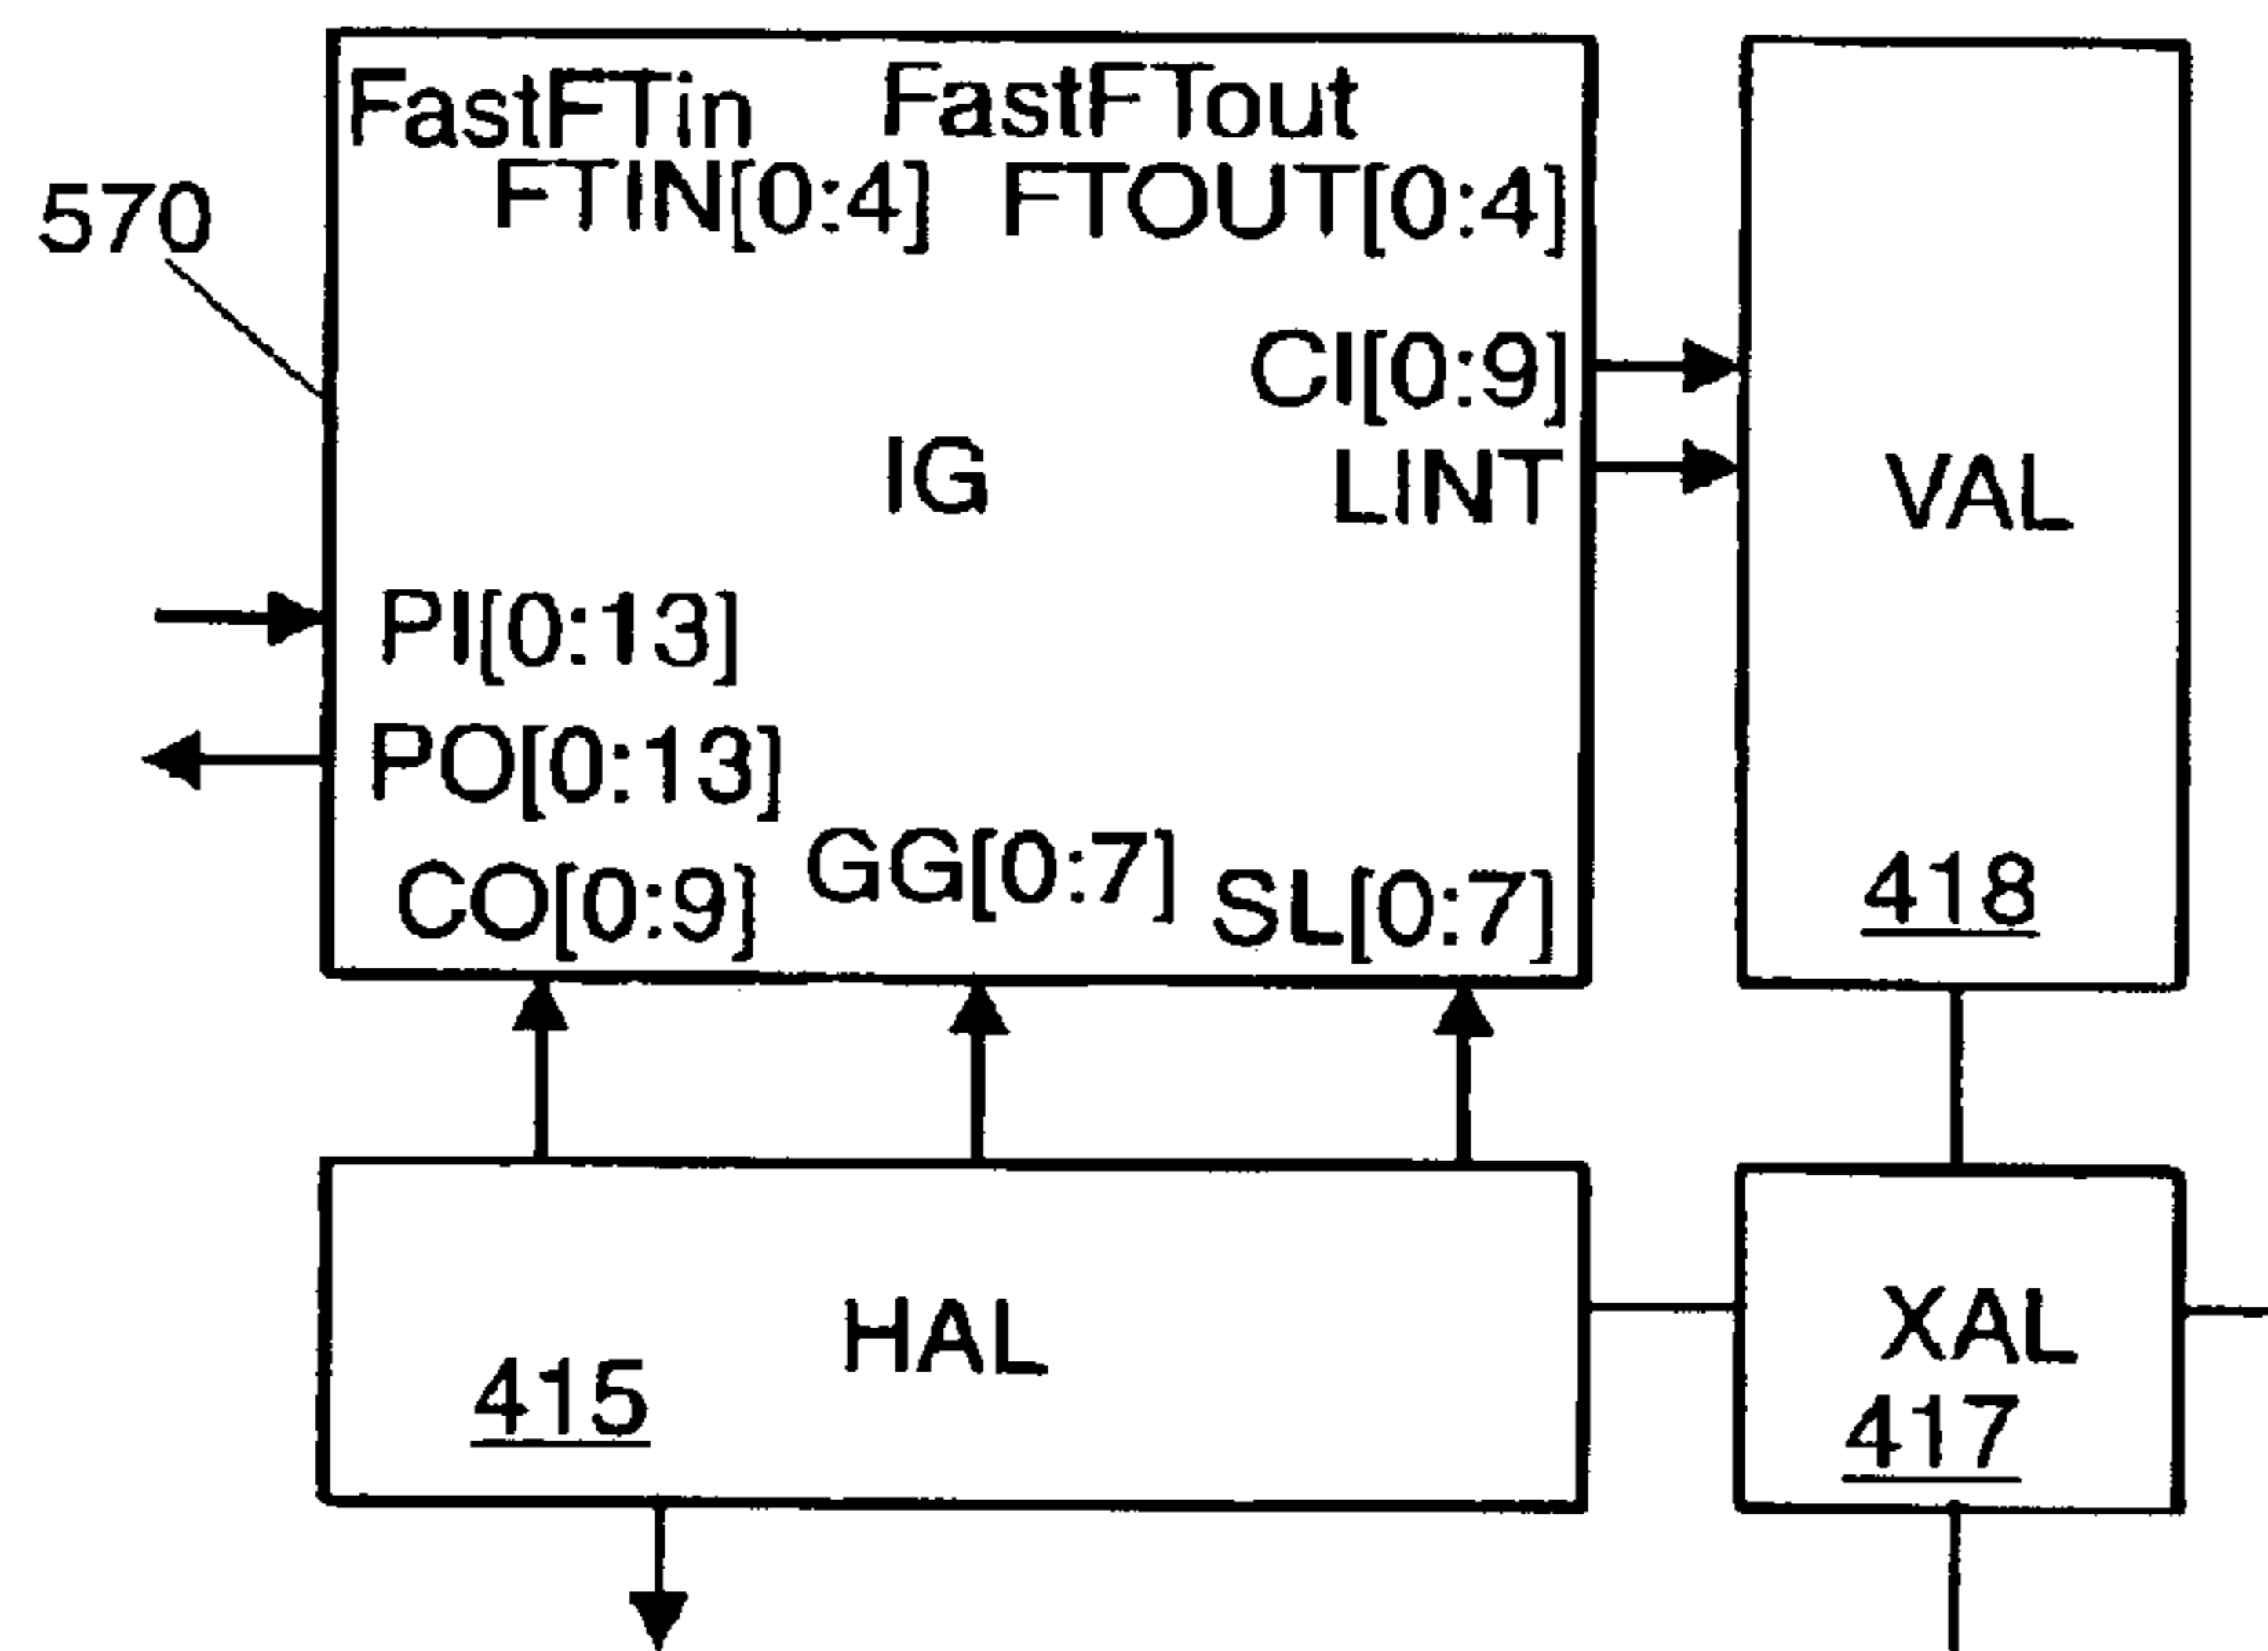 FastFTin FastFTout
FTIN[0:4] FTOUT[0:4]
570
CI[0:9]
IG LINT VAL
PI[0:13]
PO[0:13]
CO[0:9] GG[0:7] SL[0:7] 418
HAL XAL
415 417